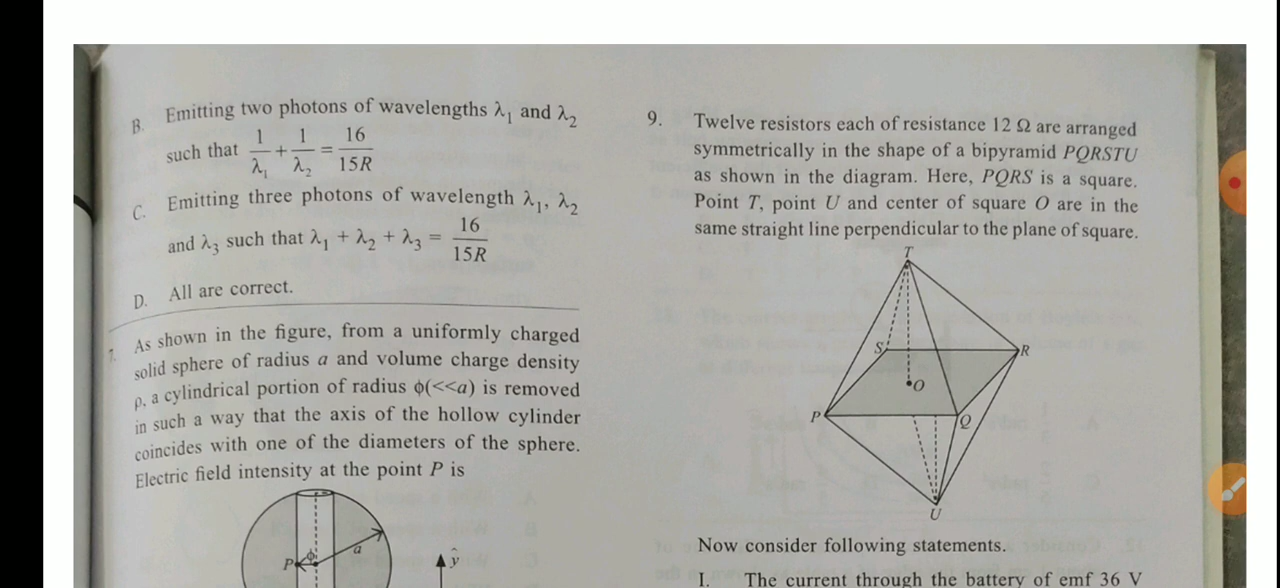 B. Emitting two photons of wavelengths λ₁ and λ₂
such that 1/λ₁ + 1/λ₂ = 16/15R
C. Emitting three photons of wavelength λ₁, λ₂
and λ₃ such that λ₁ + λ₂ + λ₃ = 16/15R
D. All are correct.
7. As shown in the figure, from a uniformly charged
solid sphere of radius a and volume charge density
ρ, a cylindrical portion of radius ϕ(<<a) is removed
in such a way that the axis of the hollow cylinder
coincides with one of the diameters of the sphere.
Electric field intensity at the point P is
P ϕ a ŷ
9. Twelve resistors each of resistance 12 Ω are arranged
symmetrically in the shape of a bipyramid PQRSTU
as shown in the diagram. Here, PQRS is a square.
Point T, point U and center of square O are in the
same straight line perpendicular to the plane of square.
T
S R
O
P Q
U
Now consider following statements.
I. The current through the battery of emf 36 V